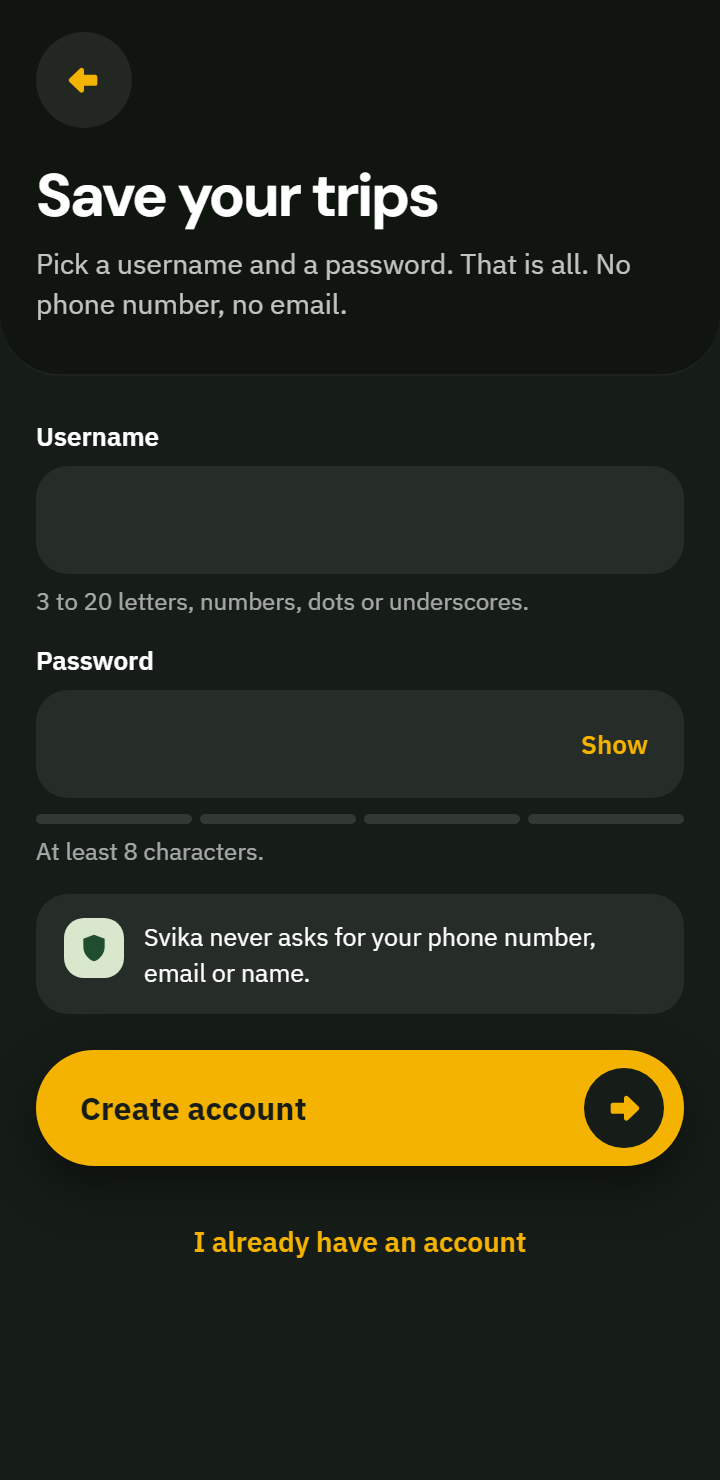 Save your trips
Pick a username and a password. That is all. No
phone number, no email.
Username
3 to 20 letters, numbers, dots or underscores.
Password
Show
At least 8 characters.
Svika never asks for your phone number,
email or name.
Create account
I already have an account